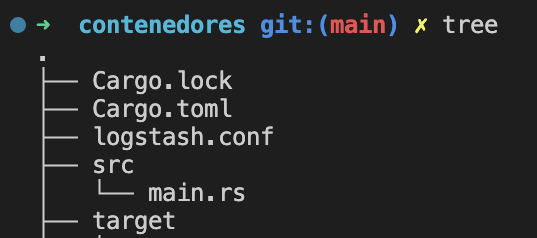 ➜ contenedores git:(main) ✗ tree
.
├── Cargo.lock
├── Cargo.toml
├── logstash.conf
├── src
│   └── main.rs
├── target